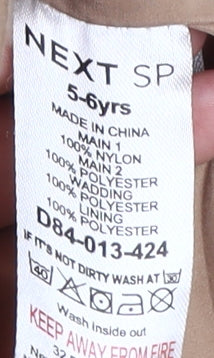 NEXT SP
5-6yrs
MADE IN CHINA
MAIN 1
100% NYLON
MAIN 2
100% POLYESTER
WADDING
100% POLYESTER
LINING
100% POLYESTER
D84-013-424
IF IT'S NOT DIRTY WASH AT 30
40
Wash inside out
KEEP AWAY FROM FIRE